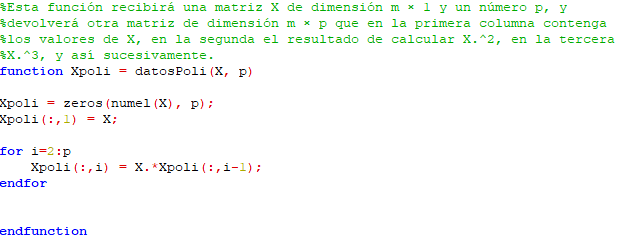 %Esta función recibirá una matriz X de dimensión m × 1 y un número p, y
%devolverá otra matriz de dimensión m × p que en la primera columna contenga
%los valores de X, en la segunda el resultado de calcular X.^2, en la tercera
%X.^3, y así sucesivamente.
function Xpoli = datosPoli(X, p)
Xpoli = zeros(numel(X), p);
Xpoli(:,1) = X;
for i=2:p
    Xpoli(:,i) = X.*Xpoli(:,i-1);
endfor
endfunction